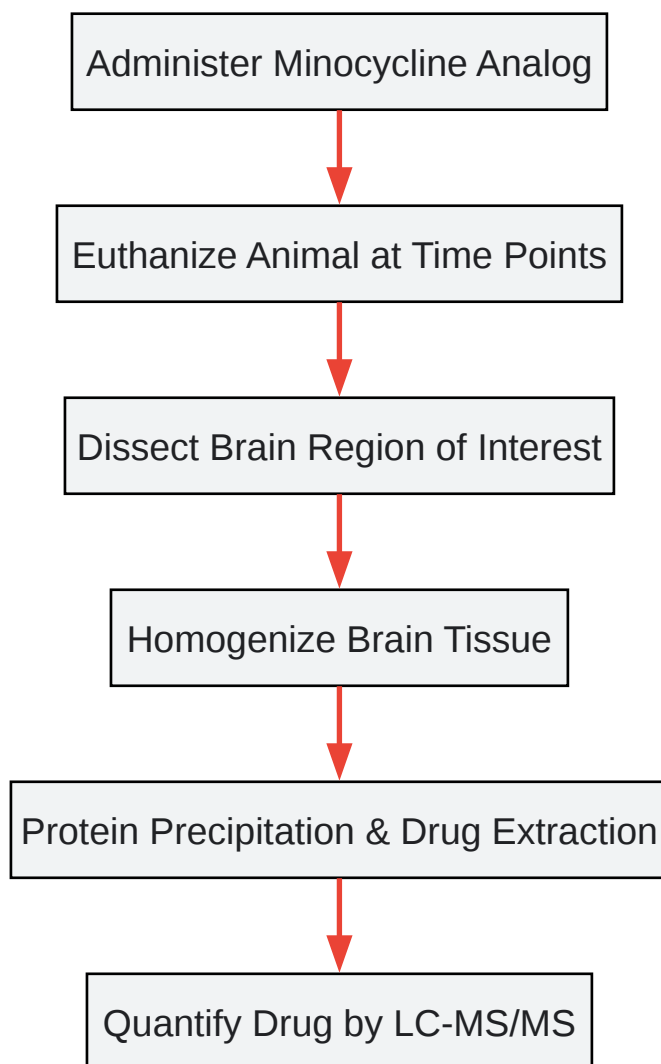 Administer Minocycline Analog
Euthanize Animal at Time Points
Dissect Brain Region of Interest
Homogenize Brain Tissue
Protein Precipitation & Drug Extraction
Quantify Drug by LC-MS/MS